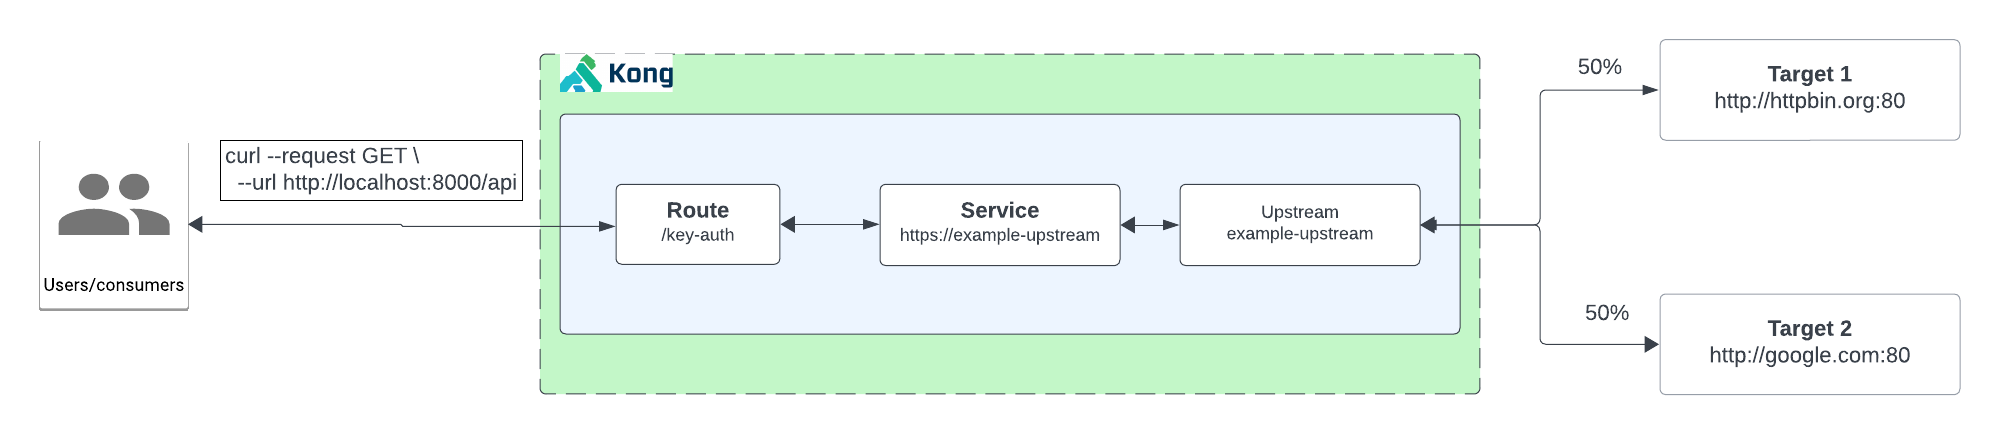 Kong
curl --request GET \
--url http://localhost:8000/api
Users/consumers
Route
/key-auth
Service
https://example-upstream
Upstream
example-upstream
50%
Target 1
http://httpbin.org:80
50%
Target 2
http://google.com:80